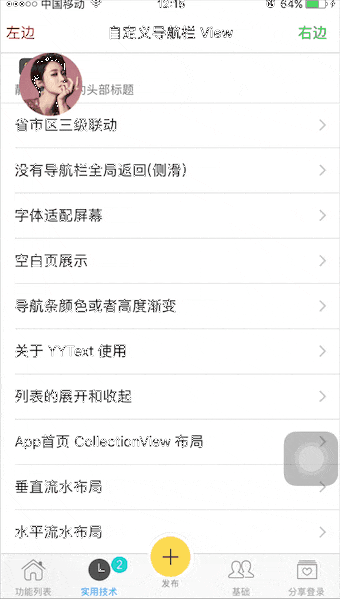 中国移动 12:15 64%
左边 自定义导航栏 View 右边
头部标题
省市区三级联动
没有导航栏全局返回(侧滑)
字体适配屏幕
空白页展示
导航条颜色或者高度渐变
关于 YYText 使用
列表的展开和收起
App首页 CollectionView 布局
垂直流水布局
水平流水布局
2
功能列表 实用技术 发布 基础 分享登录